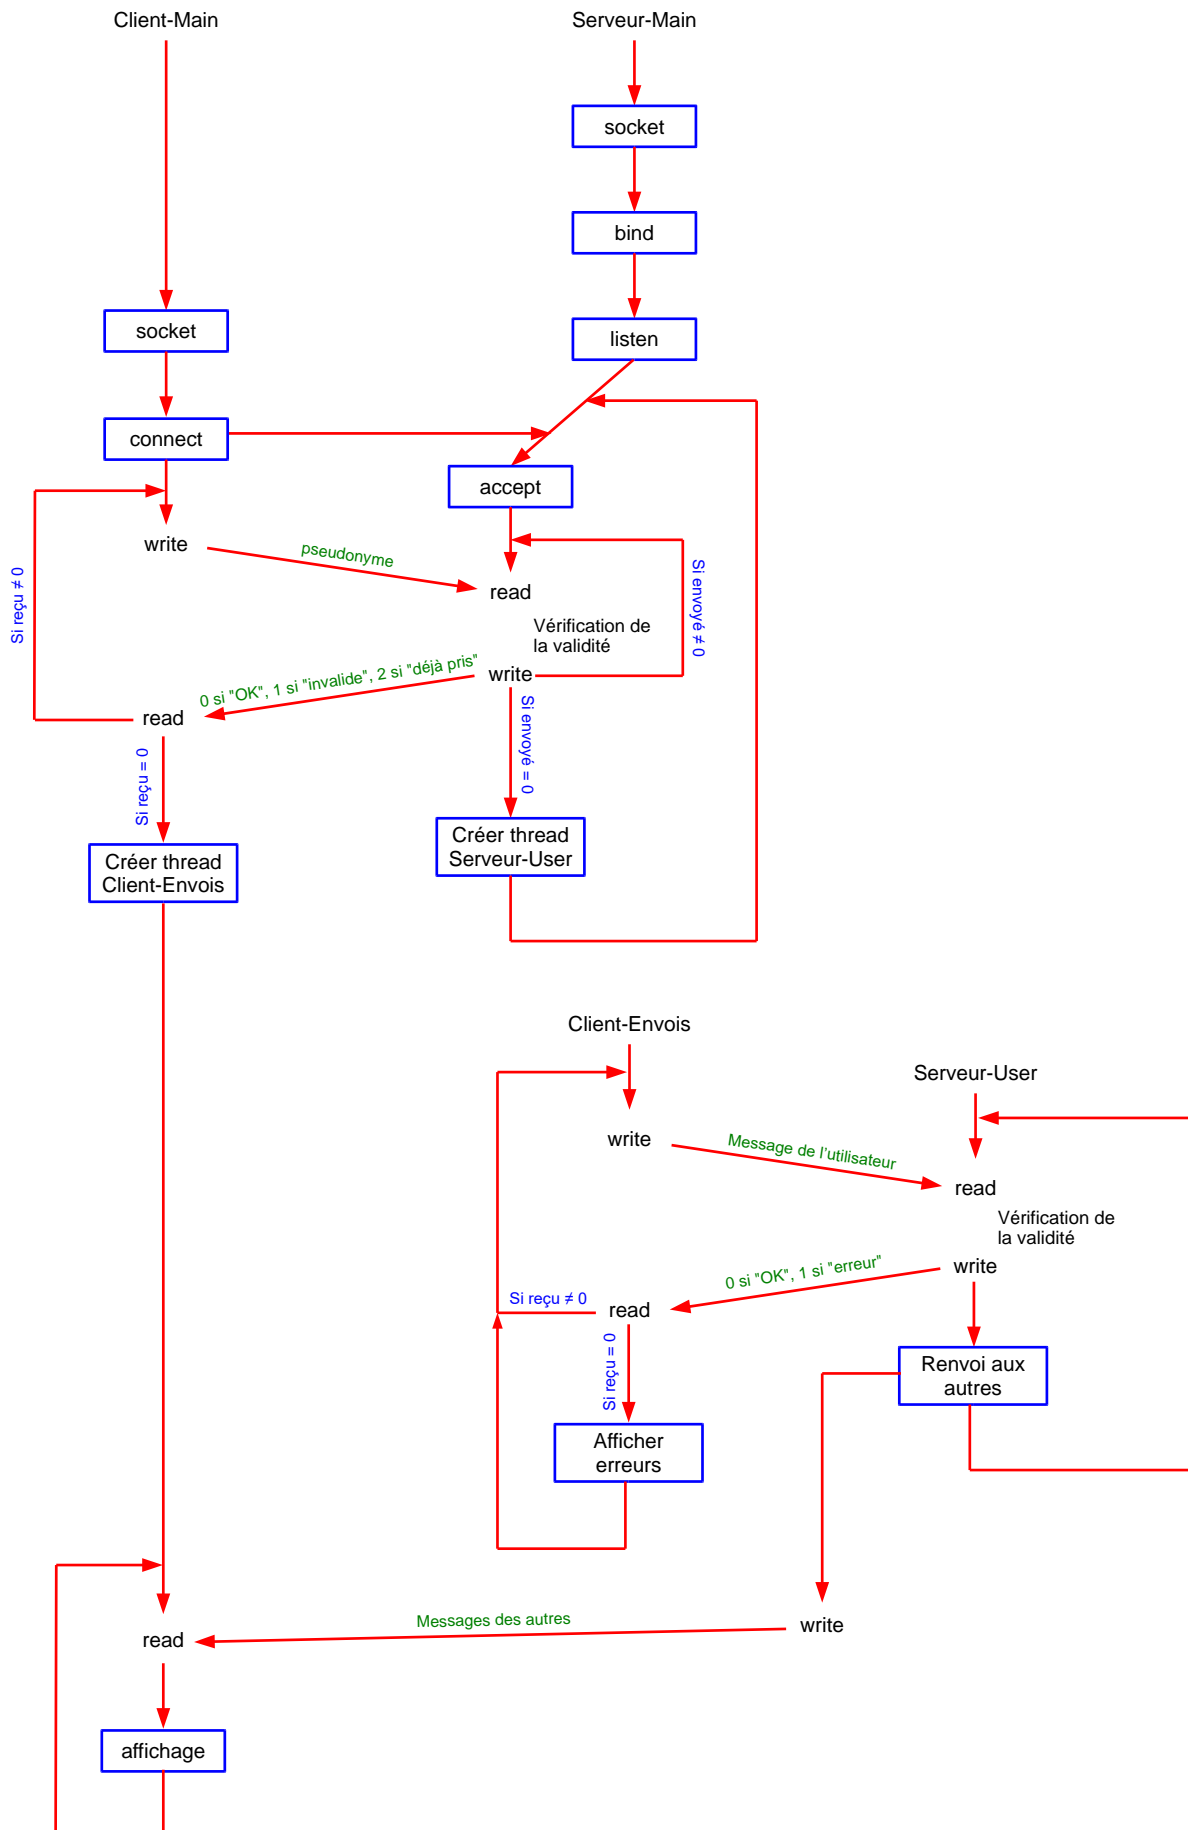 Client-Main
Serveur-Main
socket
bind
socket
listen
connect
accept
write
pseudonyme
read
Si reçu ≠ 0
Si envoyé ≠ 0
Vérification de
la validité
0 si "OK", 1 si "invalide", 2 si "déjà pris"
write
read
Si reçu = 0
Si envoyé = 0
Créer thread
Client-Envois
Créer thread
Serveur-User
Client-Envois
Serveur-User
write
Message de l'utilisateur
read
Vérification de
la validité
0 si "OK", 1 si "erreur"
write
Si reçu ≠ 0
read
Si reçu = 0
Renvoi aux
autres
Afficher
erreurs
Messages des autres
write
read
affichage